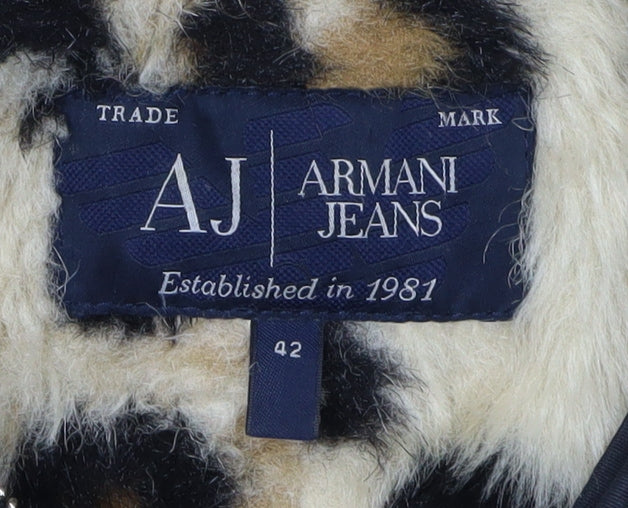 TRADE MARK
AJ ARMANI
JEANS
Established in 1981
42